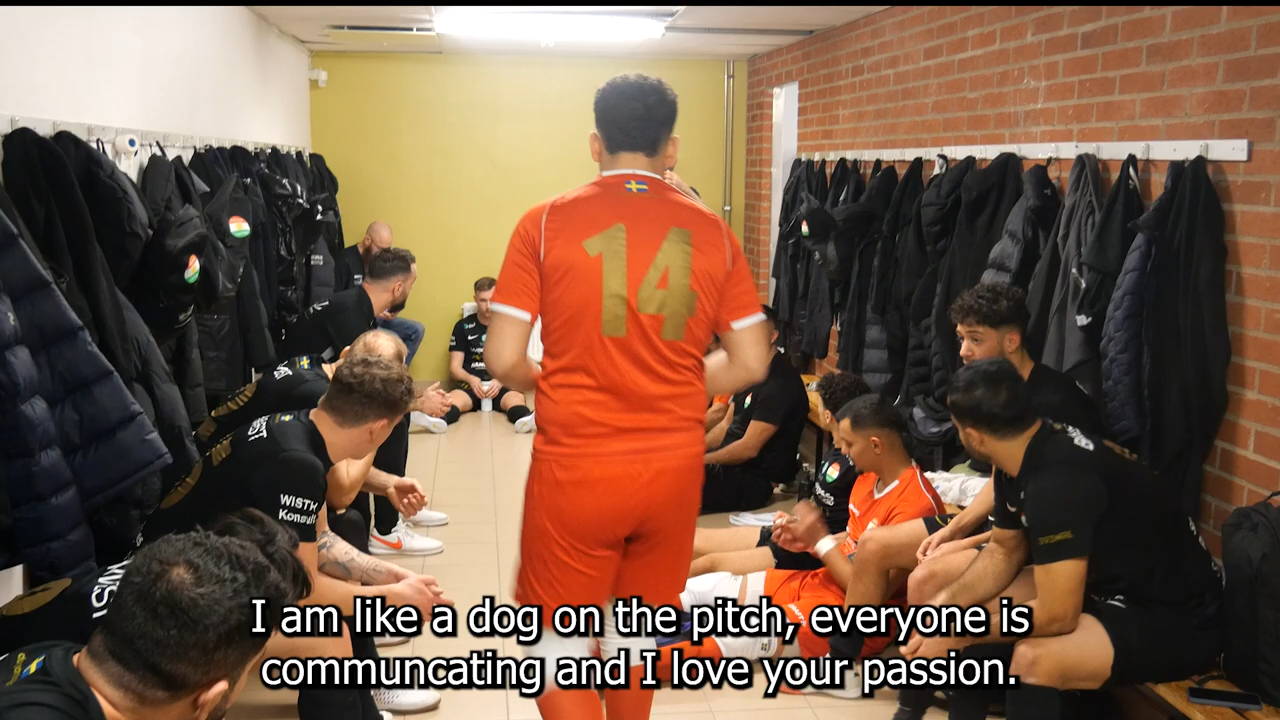 14
WISTH
Konsult
I am like a dog on the pitch, everyone is
communcating and I love your passion.